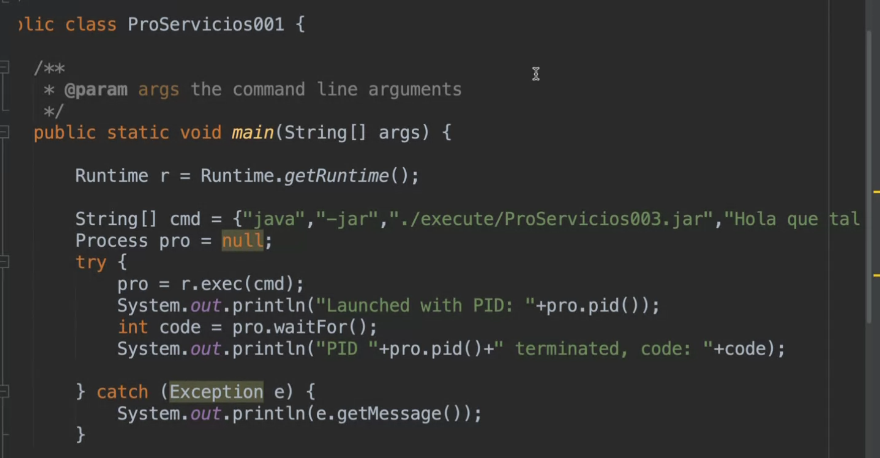 public class ProServicios001 {
/**
* @param args the command line arguments
*/
public static void main(String[] args) {
Runtime r = Runtime.getRuntime();
String[] cmd = {"java","-jar","./execute/ProServicios003.jar","Hola que tal
Process pro = null;
try {
pro = r.exec(cmd);
System.out.println("Launched with PID: "+pro.pid());
int code = pro.waitFor();
System.out.println("PID "+pro.pid()+" terminated, code: "+code);
} catch (Exception e) {
System.out.println(e.getMessage());
}